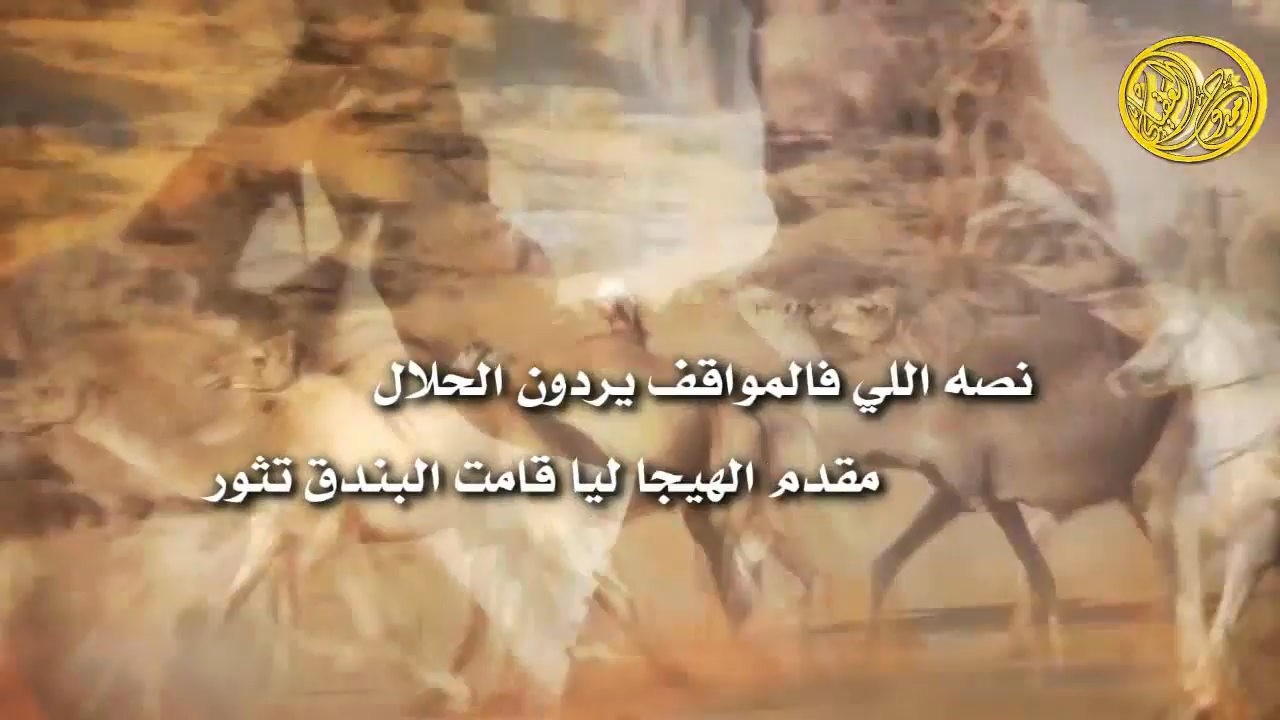 نصه اللي فالمواقف يردون الحلال
مقدم الهيجا ليا قامت البندق تثور